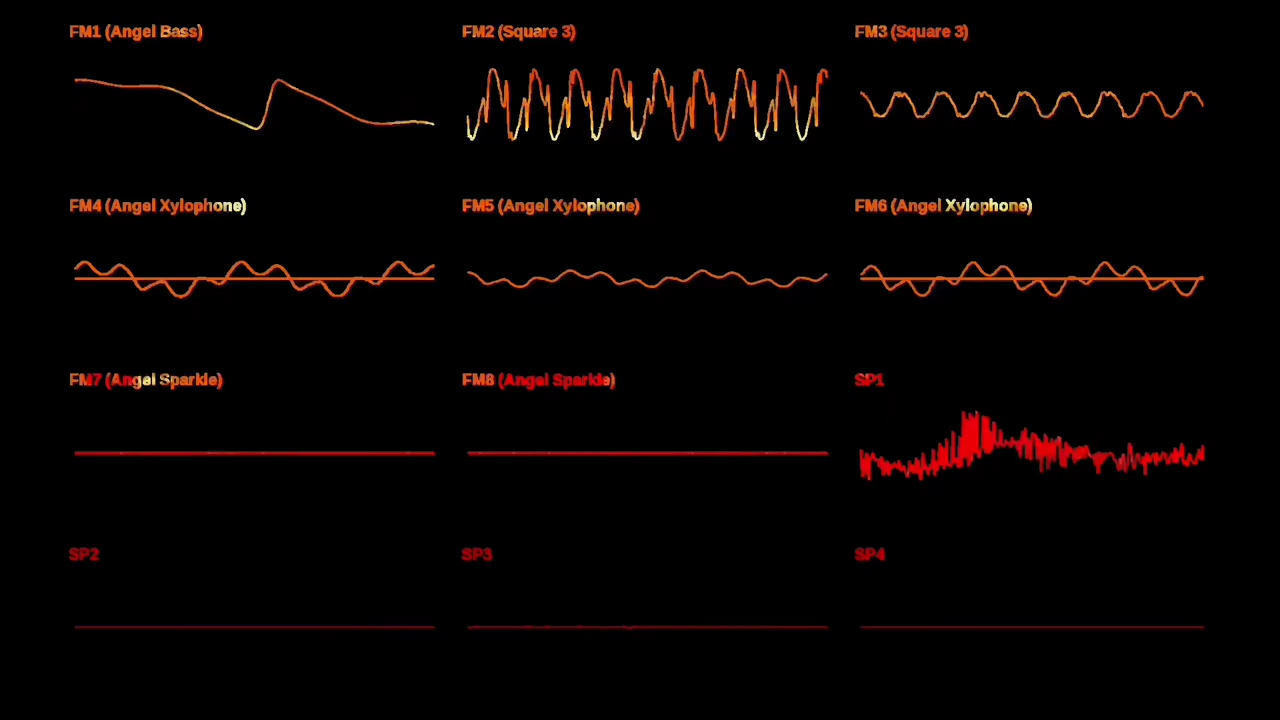 FM1 (Angel Bass)
FM2 (Square 3)
FM3 (Square 3)
FM4 (Angel Xylophone)
FM5 (Angel Xylophone)
FM6 (Angel Xylophone)
FM7 (Angel Sparkle)
FM8 (Angel Sparkle)
SP1
SP2
SP3
SP4